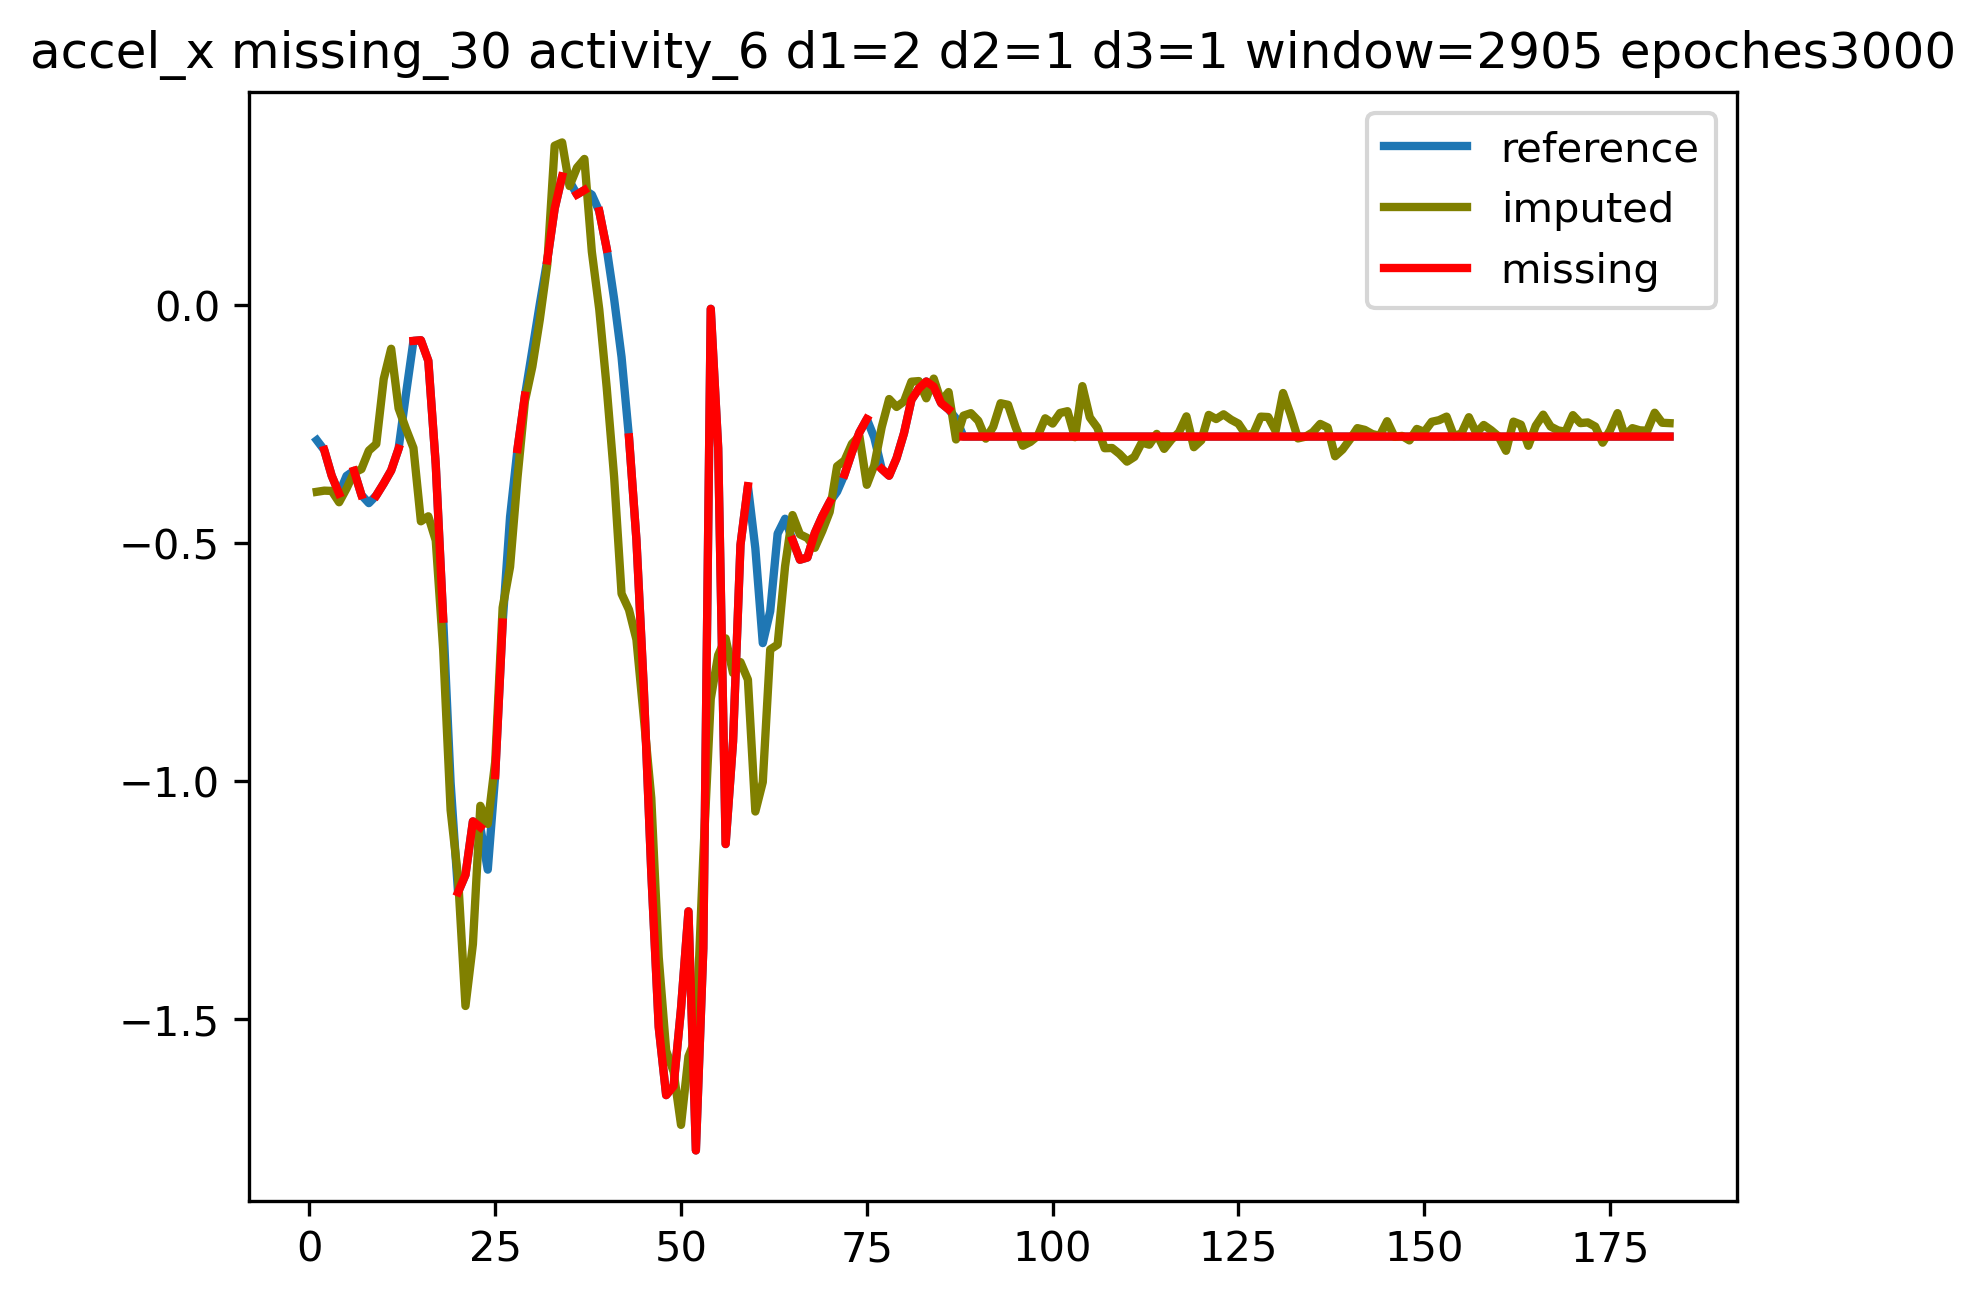 accel_x missing_30 activity_6 d1=2 d2=1 d3=1 window=2905 epoches3000
reference
imputed
missing
0.0
−0.5
−1.0
−1.5
0 25 50 75 100 125 150 175